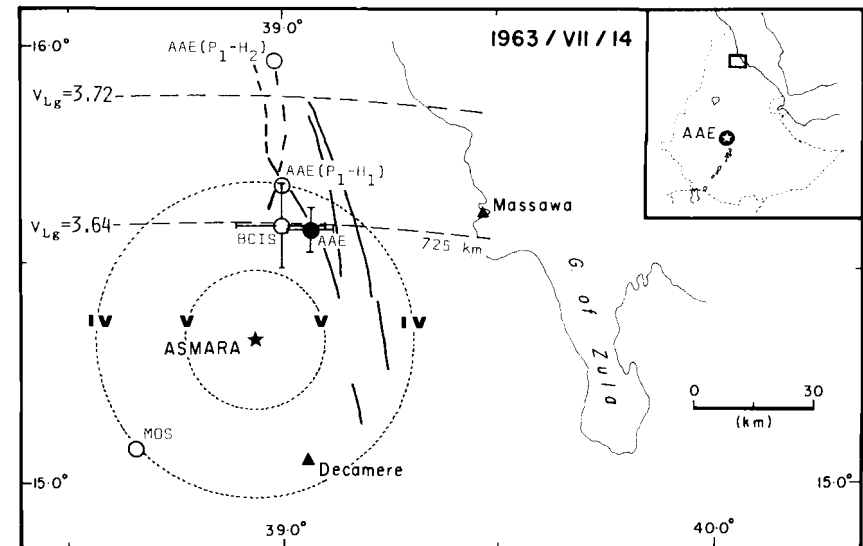 39.0°
16.0°
AAE(P₁-H₂)
1963 / VII / 14
V_Lg=3.72
AAE
AAE(P₁-H₁)
Massawa
V_Lg=3.64
BCIS
AAE
725 km
G. of Zula
IV
V
V
IV
ASMARA
0
30
(km)
MOS
Decamere
15.0°
15.0°
39.0°
40.0°